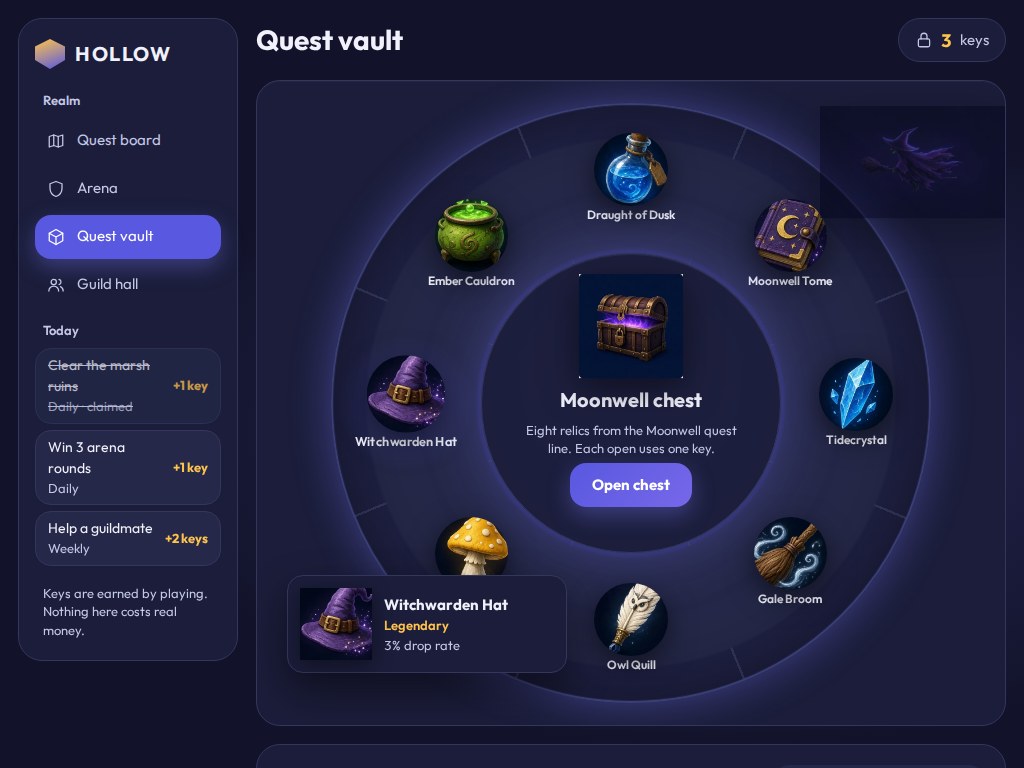 HOLLOW
Realm
Quest board
Arena
Quest vault
Guild hall
Today
Clear the marsh
ruins
Daily · claimed
+1 key
Win 3 arena
rounds
Daily
+1 key
Help a guildmate
Weekly
+2 keys
Keys are earned by playing.
Nothing here costs real
money.
Quest vault
3 keys
Draught of Dusk
Ember Cauldron
Moonwell Tome
Witchwarden Hat
Tidecrystal
Moonwell chest
Eight relics from the Moonwell quest
line. Each open uses one key.
Open chest
Gale Broom
Owl Quill
Witchwarden Hat
Legendary
3% drop rate